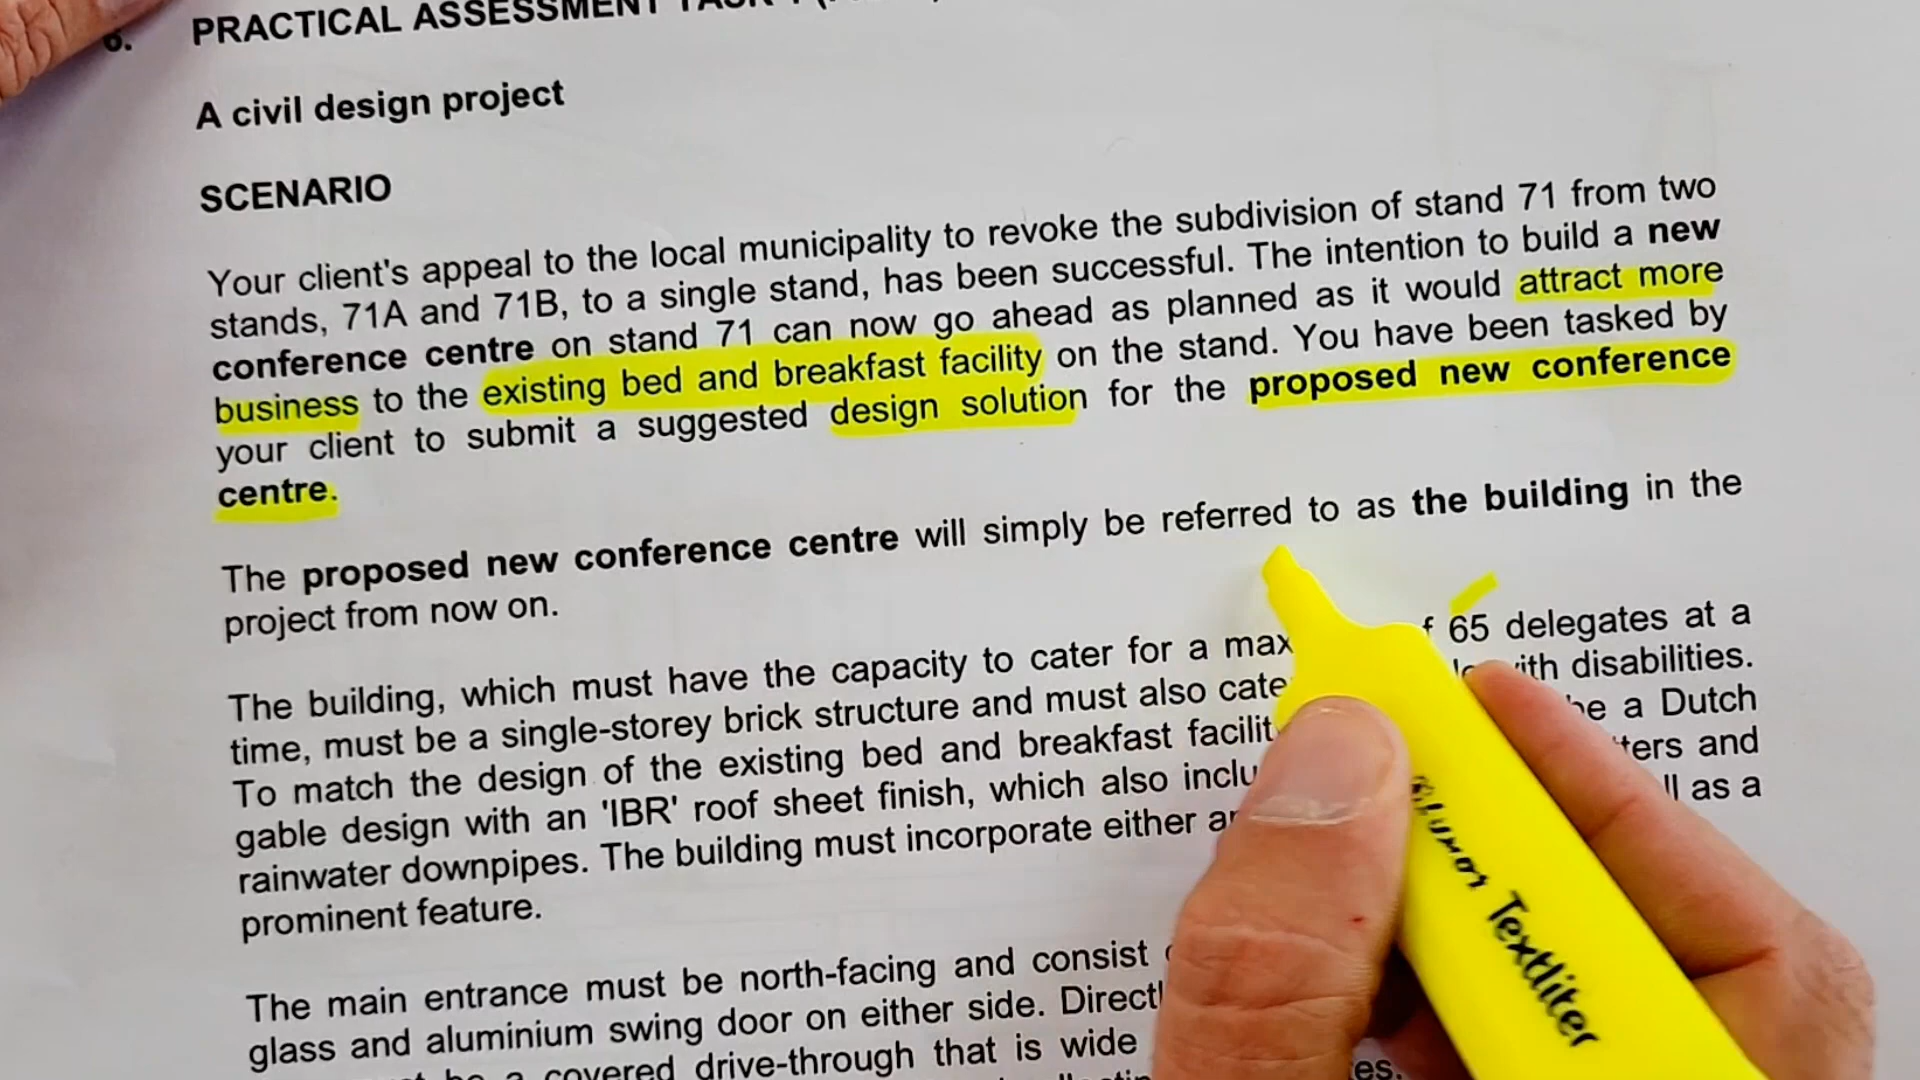 6. PRACTICAL ASSESSMENT TASK
A civil design project
SCENARIO
Your client's appeal to the local municipality to revoke the subdivision of stand 71 from two
stands, 71A and 71B, to a single stand, has been successful. The intention to build a new
conference centre on stand 71 can now go ahead as planned as it would attract more
business to the existing bed and breakfast facility on the stand. You have been tasked by
your client to submit a suggested design solution for the proposed new conference
centre.
The proposed new conference centre will simply be referred to as the building in the
project from now on.
The building, which must have the capacity to cater for a max f 65 delegates at a
time, must be a single-storey brick structure and must also cate with disabilities.
To match the design of the existing bed and breakfast facilit be a Dutch
gable design with an 'IBR' roof sheet finish, which also inclu ters and
rainwater downpipes. The building must incorporate either a ll as a
prominent feature.
The main entrance must be north-facing and consist
glass and aluminium swing door on either side. Directl
a covered drive-through that is wide
es.
Luxor Textliter